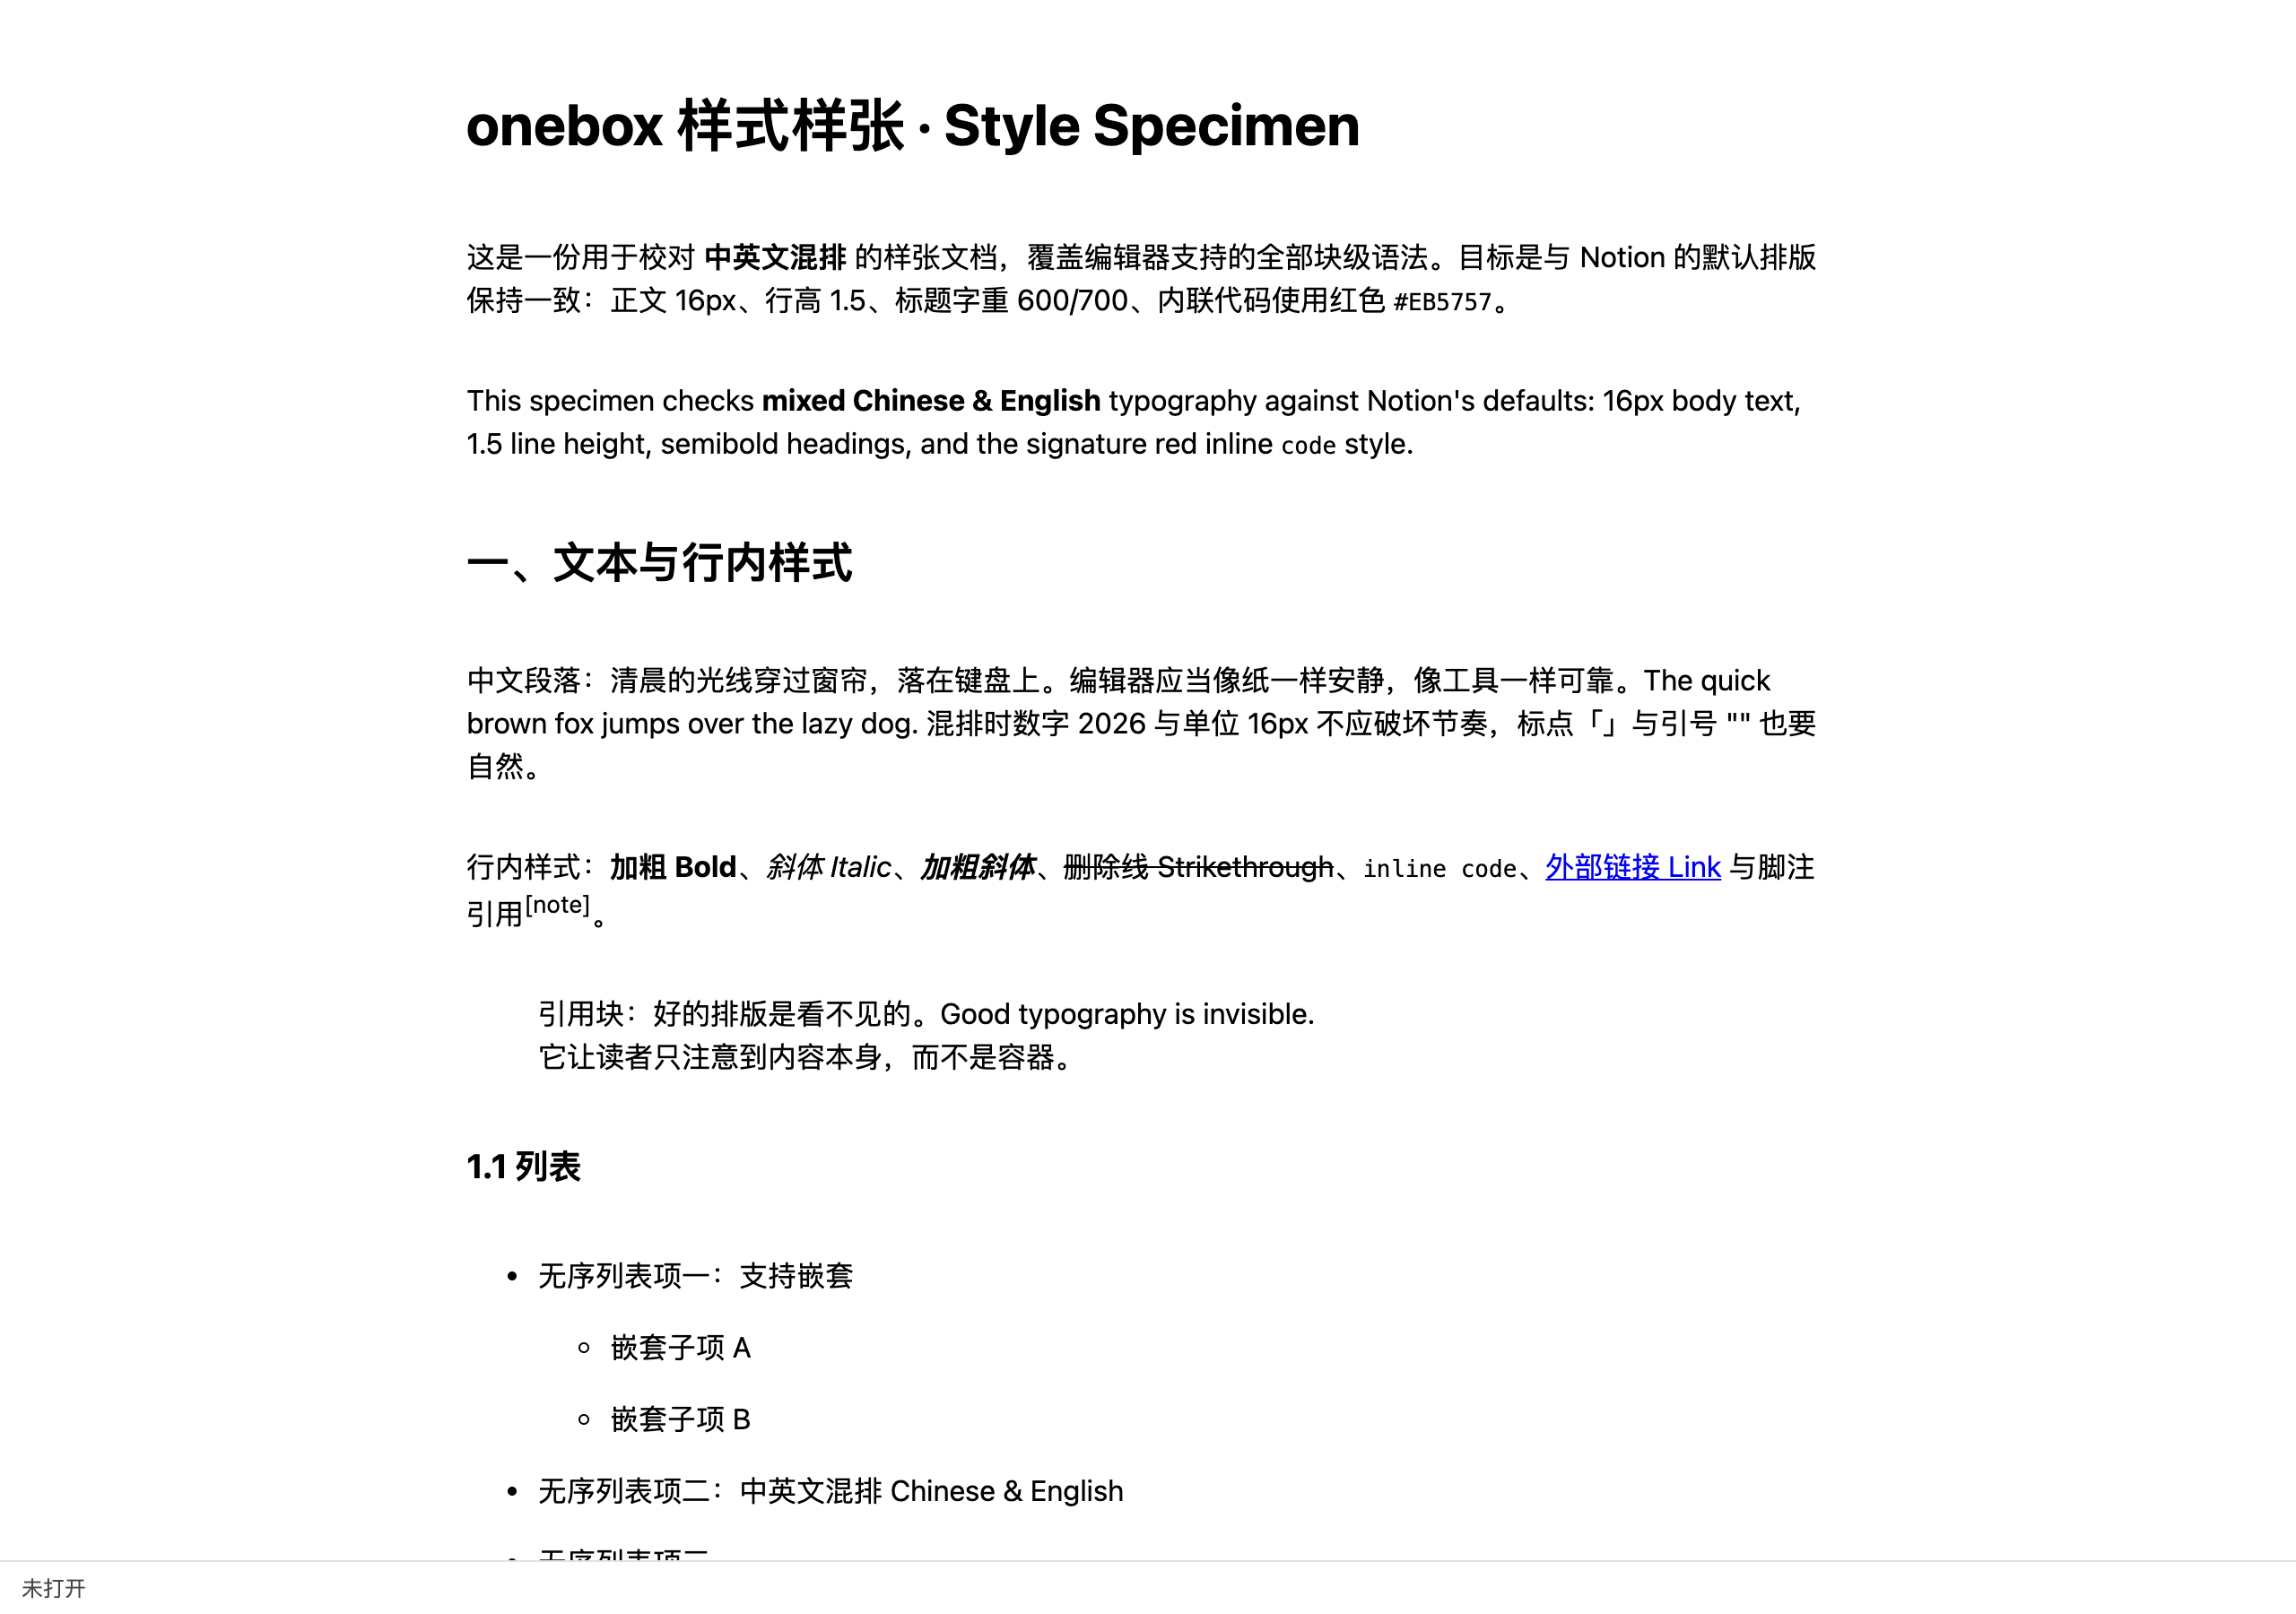 onebox 样式样张 · Style Specimen
这是一份用于校对 中英文混排 的样张文档，覆盖编辑器支持的全部块级语法。目标是与 Notion 的默认排版
保持一致：正文 16px、行高 1.5、标题字重 600/700、内联代码使用红色 #EB5757。
This specimen checks mixed Chinese & English typography against Notion's defaults: 16px body text,
1.5 line height, semibold headings, and the signature red inline code style.
一、文本与行内样式
中文段落：清晨的光线穿过窗帘，落在键盘上。编辑器应当像纸一样安静，像工具一样可靠。The quick
brown fox jumps over the lazy dog. 混排时数字 2026 与单位 16px 不应破坏节奏，标点「」与引号 "" 也要
自然。
行内样式：加粗 Bold、斜体 Italic、加粗斜体、删除线 Strikethrough、inline code、外部链接 Link 与脚注
引用[note]。
引用块：好的排版是看不见的。Good typography is invisible.
它让读者只注意到内容本身，而不是容器。
1.1 列表
• 无序列表项一：支持嵌套
◦ 嵌套子项 A
◦ 嵌套子项 B
• 无序列表项二：中英文混排 Chinese & English
未打开